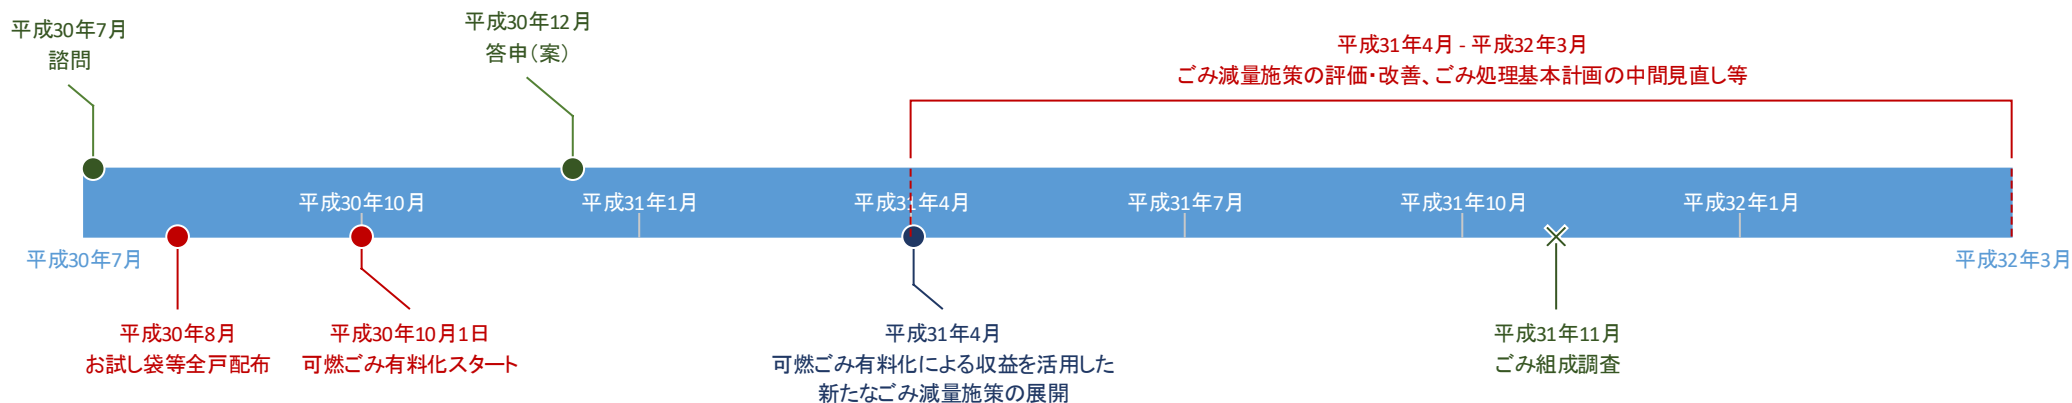 平成30年7月
諮問
平成30年12月
答申(案)
平成31年4月 - 平成32年3月
ごみ減量施策の評価・改善、ごみ処理基本計画の中間見直し等
平成30年10月
平成31年1月
平成31年4月
平成31年7月
平成31年10月
平成32年1月
平成30年7月
平成32年3月
平成30年8月
お試し袋等全戸配布
平成30年10月1日
可燃ごみ有料化スタート
平成31年4月
可燃ごみ有料化による収益を活用した
新たなごみ減量施策の展開
平成31年11月
ごみ組成調査